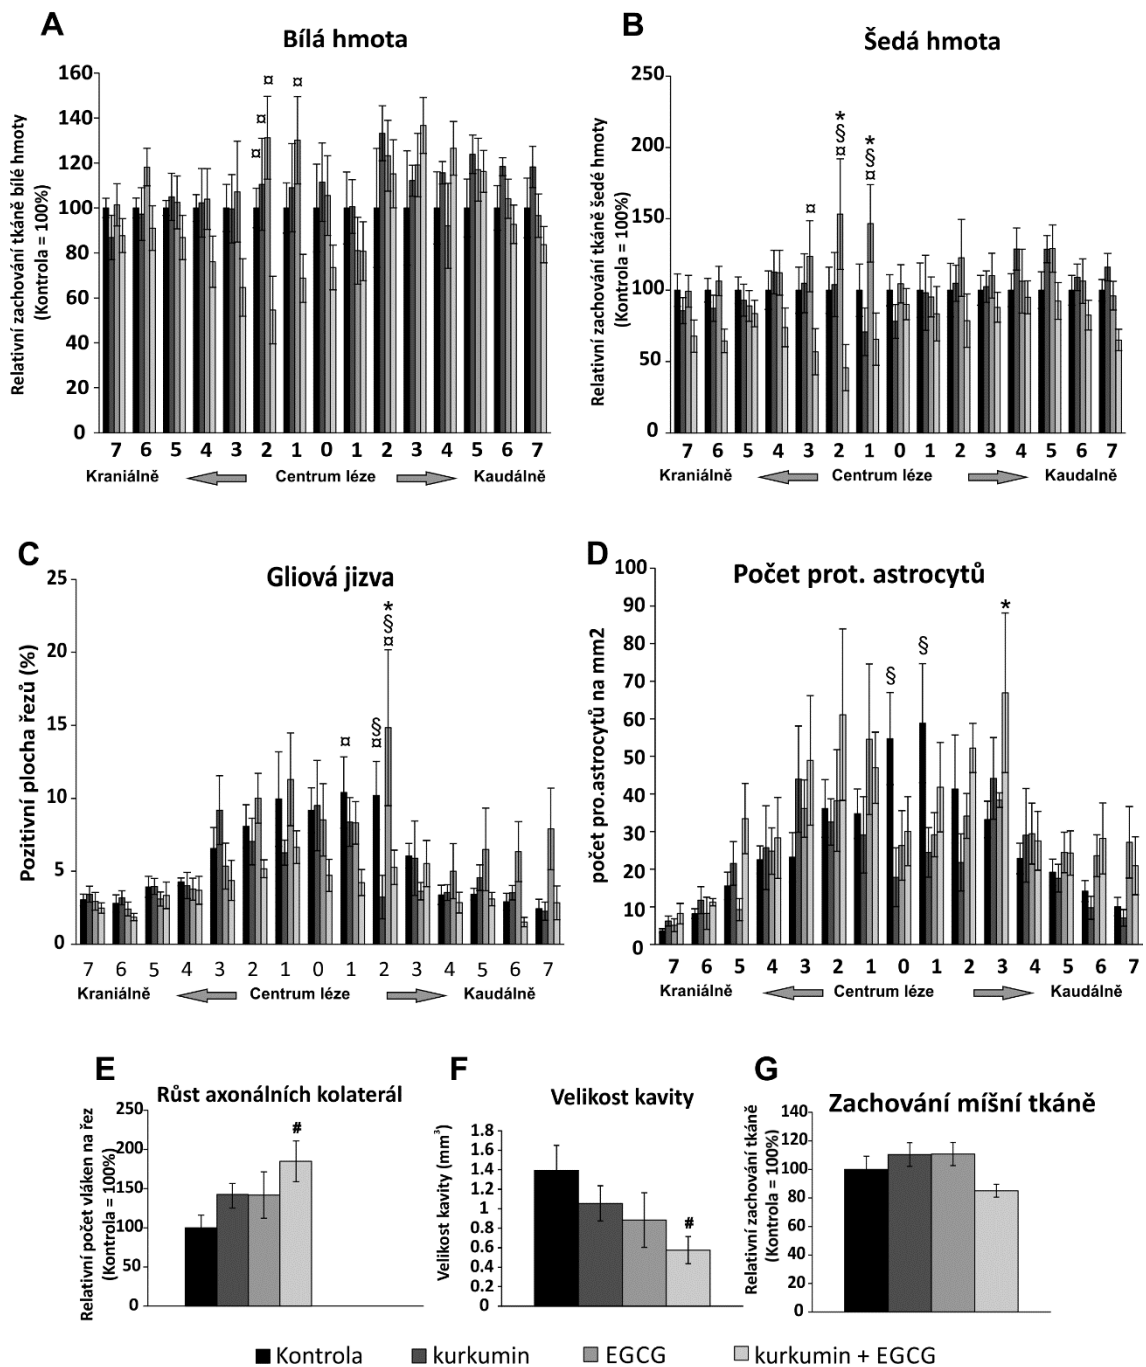 A
Bílá hmota
Relativní zachování tkáně bílé hmoty
(Kontrola = 100%)
160
140
120
100
80
60
40
20
0
¤ ¤ ¤ ¤
7 6 5 4 3 2 1 0 1 2 3 4 5 6 7
Kraniálně Centrum léze Kaudálně
B
Šedá hmota
Relativní zachování tkáně šedé hmoty
(Kontrola = 100%)
250
200
150
100
50
0
* *
§ §
¤ ¤ ¤
7 6 5 4 3 2 1 0 1 2 3 4 5 6 7
Kraniálně Centrum léze Kaudalně
C
Gliová jizva
Pozitivní plocha řezů (%)
25
20
15
10
5
0
*
§
¤
§
¤ ¤
7 6 5 4 3 2 1 0 1 2 3 4 5 6 7
Kraniálně Centrum léze Kaudálně
D
Počet prot. astrocytů
počet pro.astrocytů na mm2
100
90
80
70
60
50
40
30
20
10
0
§ § *
7 6 5 4 3 2 1 0 1 2 3 4 5 6 7
Kraniálně Centrum léze Kaudálně
E
Růst axonálních kolaterál
Relativní počet vláken na řez
(Kontrola = 100%)
250
200
150
100
50
0
#
F
Velikost kavity
Velikost kavity (mm³)
1.8
1.6
1.4
1.2
1
0.8
0.6
0.4
0.2
0
#
G
Zachování míšní tkáně
Relativní zachování tkáně
(Kontrola = 100%)
140
120
100
80
60
40
20
0
Kontrola kurkumin EGCG kurkumin + EGCG